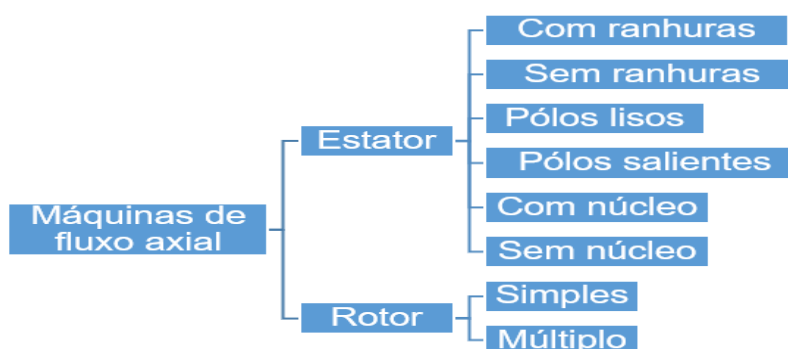 Máquinas de
fluxo axial
Estator
Com ranhuras
Sem ranhuras
Pólos lisos
Pólos salientes
Com núcleo
Sem núcleo
Rotor
Simples
Múltiplo